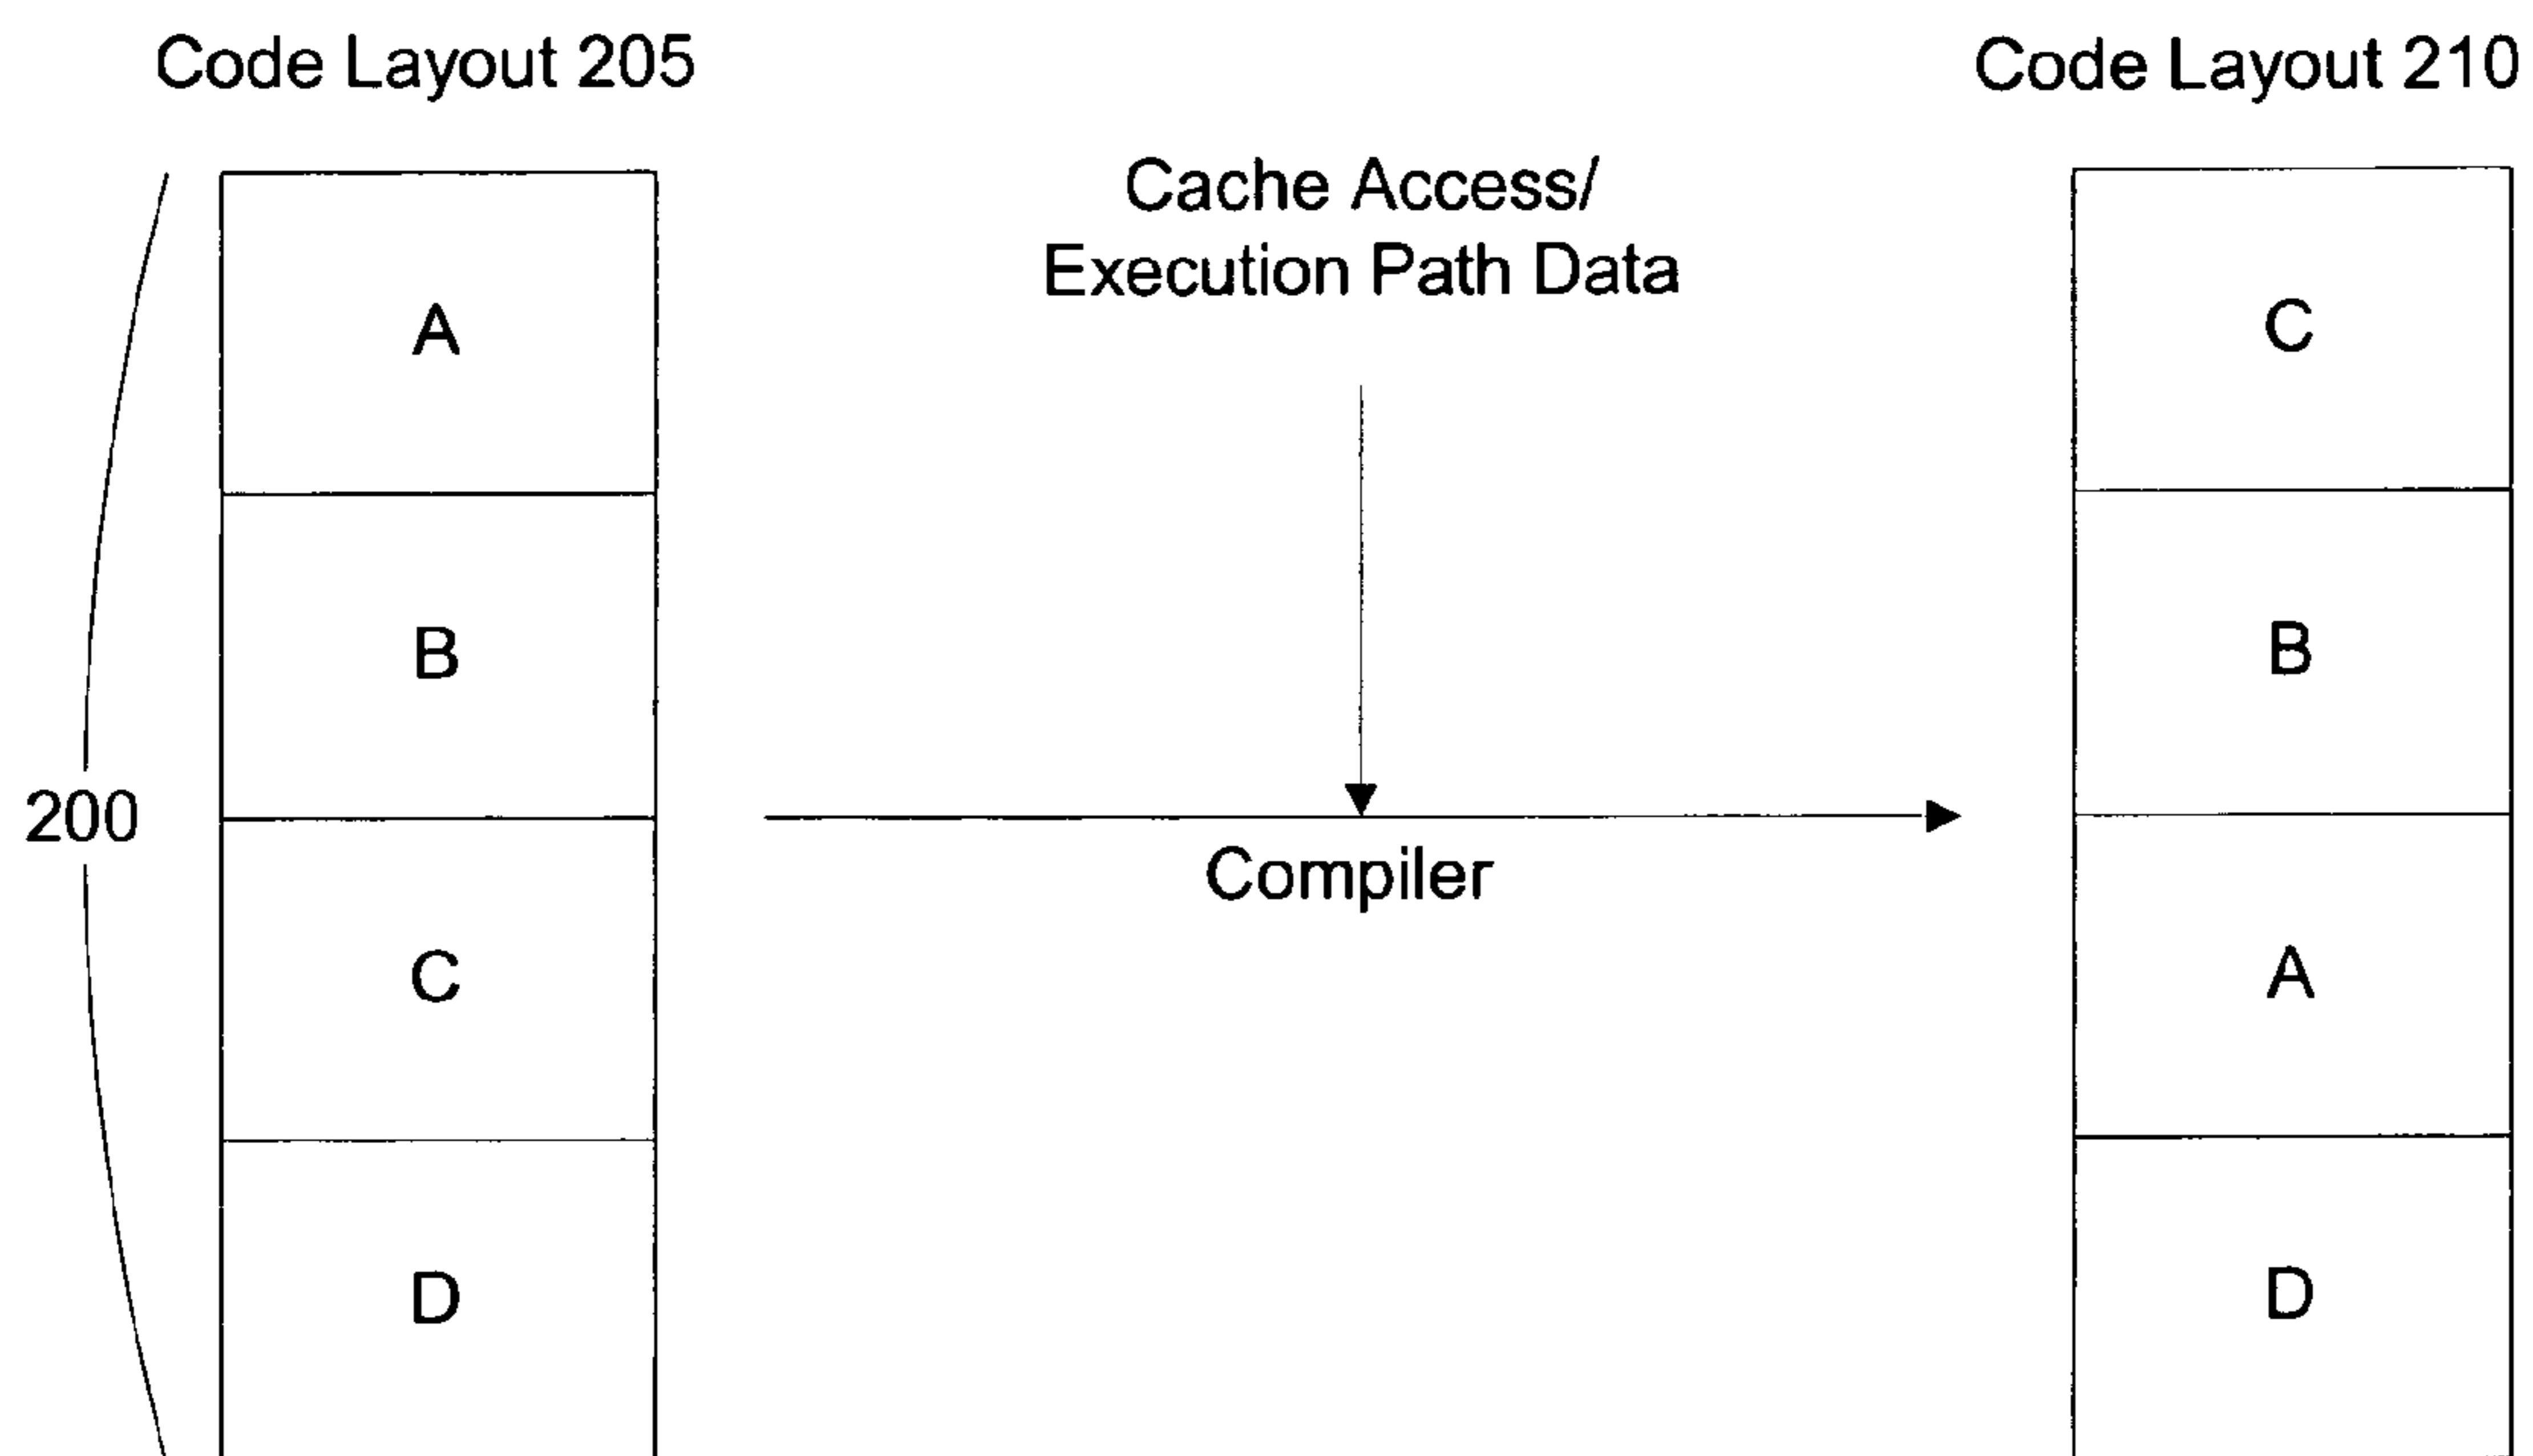 Code Layout 205
Code Layout 210
Cache Access/
Execution Path Data
A
B
C
D
200
Compiler
C
B
A
D